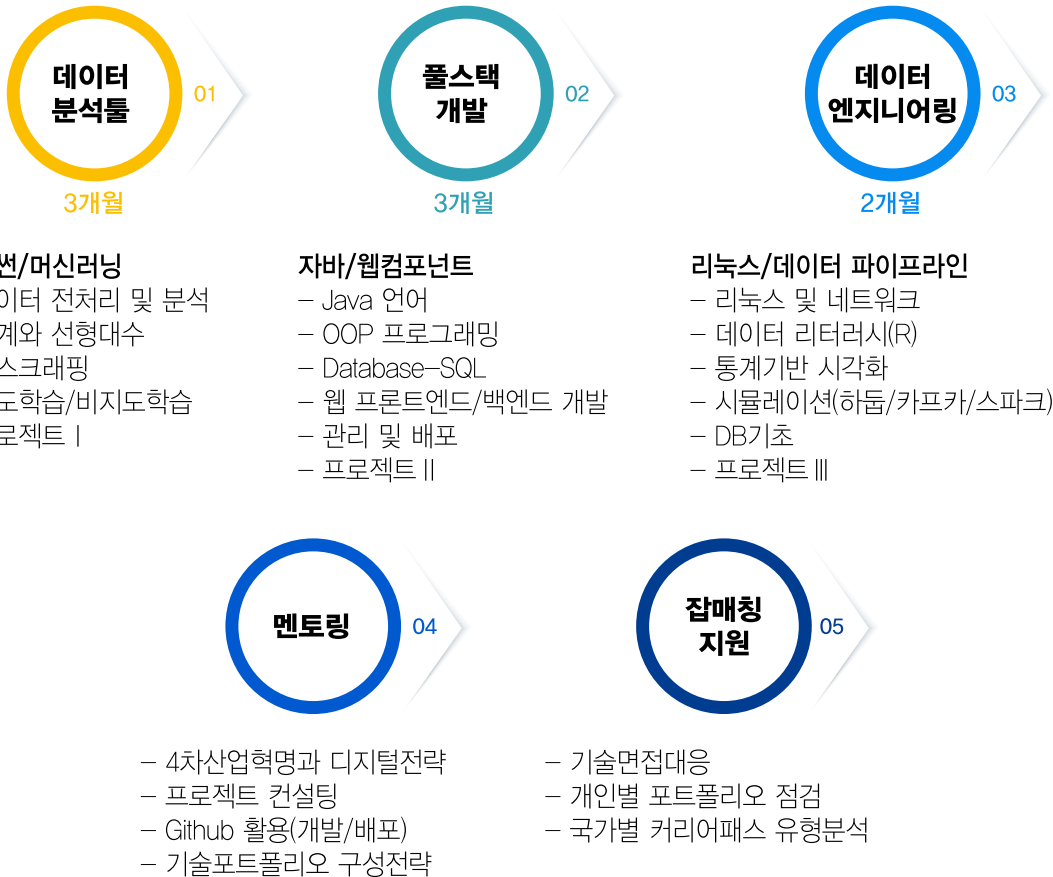 데이터
분석툴
01
3개월
풀스택
개발
02
3개월
데이터
엔지니어링
03
2개월
썬/머신러닝
이터 전처리 및 분석
계와 선형대수
스크래핑
도학습/비지도학습
로젝트 Ⅰ
자바/웹컴포넌트
– Java 언어
– OOP 프로그래밍
– Database-SQL
– 웹 프론트엔드/백엔드 개발
– 관리 및 배포
– 프로젝트 Ⅱ
리눅스/데이터 파이프라인
– 리눅스 및 네트워크
– 데이터 리터러시(R)
– 통계기반 시각화
– 시뮬레이션(하둡/카프카/스파크)
– DB기초
– 프로젝트 Ⅲ
멘토링
04
– 4차산업혁명과 디지털전략
– 프로젝트 컨설팅
– Github 활용(개발/배포)
– 기술포트폴리오 구성전략
잡매칭
지원
05
– 기술면접대응
– 개인별 포트폴리오 점검
– 국가별 커리어패스 유형분석